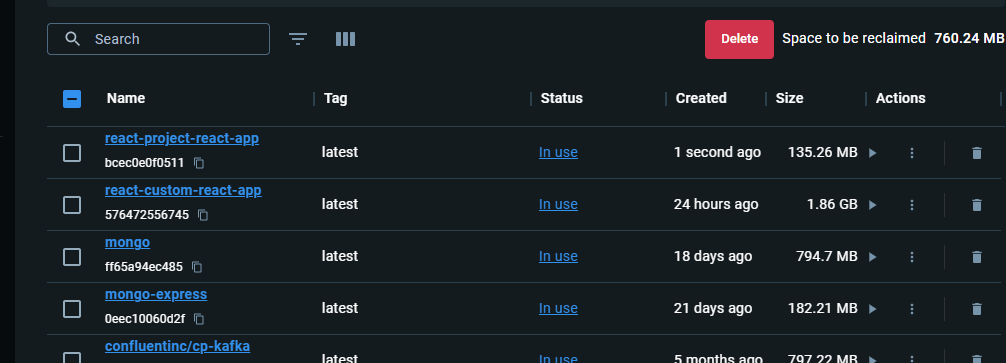 Search
Delete Space to be reclaimed 760.24 MB
Name Tag Status Created Size Actions
react-project-react-app
bcec0e0f0511
latest In use 1 second ago 135.26 MB
react-custom-react-app
576472556745
latest In use 24 hours ago 1.86 GB
mongo
ff65a94ec485
latest In use 18 days ago 794.7 MB
mongo-express
0eec10060d2f
latest In use 21 days ago 182.21 MB
confluentinc/cp-kafka
latest In use 5 months ago 797.22 MB